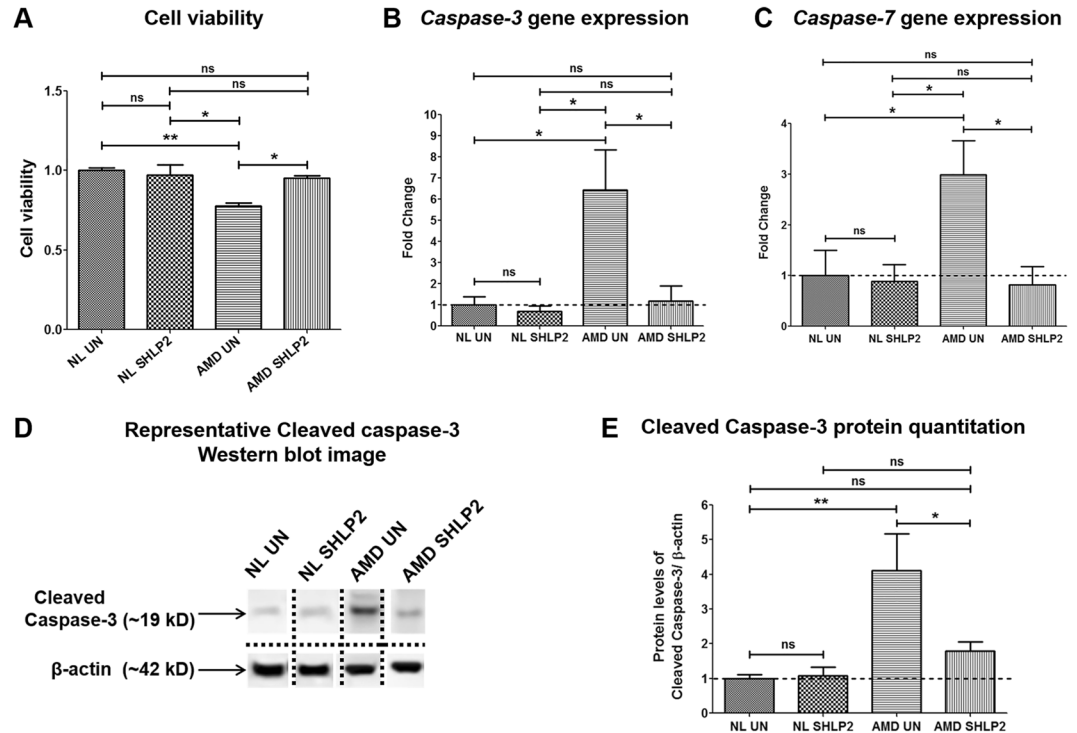 A
Cell viability
ns
ns
ns
*
**
*
1.5
1.0
0.5
0.0
Cell viability
NL UN
NL SHLP2
AMD UN
AMD SHLP2
B
Caspase-3 gene expression
ns
ns
*
*
*
ns
10
9
8
7
6
5
4
3
2
1
0
Fold Change
NL UN
NL SHLP2
AMD UN
AMD SHLP2
C
Caspase-7 gene expression
ns
ns
*
*
*
ns
4
3
2
1
0
Fold Change
NL UN
NL SHLP2
AMD UN
AMD SHLP2
D
Representative Cleaved caspase-3
Western blot image
NL UN
NL SHLP2
AMD UN
AMD SHLP2
Cleaved
Caspase-3 (~19 kD)
β-actin (~42 kD)
E
Cleaved Caspase-3 protein quantitation
ns
ns
**
*
ns
6
5
4
3
2
1
0
Protein levels of
Cleaved Caspase-3/ β-actin
NL UN
NL SHLP2
AMD UN
AMD SHLP2